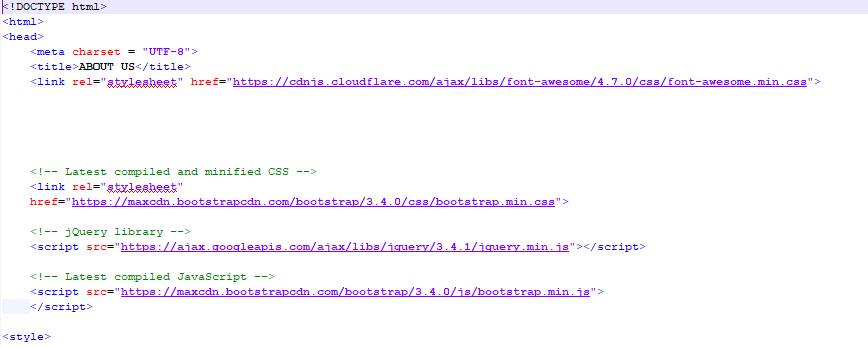 <!DOCTYPE html>
<html>
<head>
<meta charset = "UTF-8">
<title>ABOUT US</title>
<link rel="stylesheet" href="https://cdnjs.cloudflare.com/ajax/libs/font-awesome/4.7.0/css/font-awesome.min.css">
<!-- Latest compiled and minified CSS -->
<link rel="stylesheet"
href="https://maxcdn.bootstrapcdn.com/bootstrap/3.4.0/css/bootstrap.min.css">
<!-- jQuery library -->
<script src="https://ajax.googleapis.com/ajax/libs/jquery/3.4.1/jquery.min.js"></script>
<!-- Latest compiled JavaScript -->
<script src="https://maxcdn.bootstrapcdn.com/bootstrap/3.4.0/js/bootstrap.min.js">
</script>
<style>